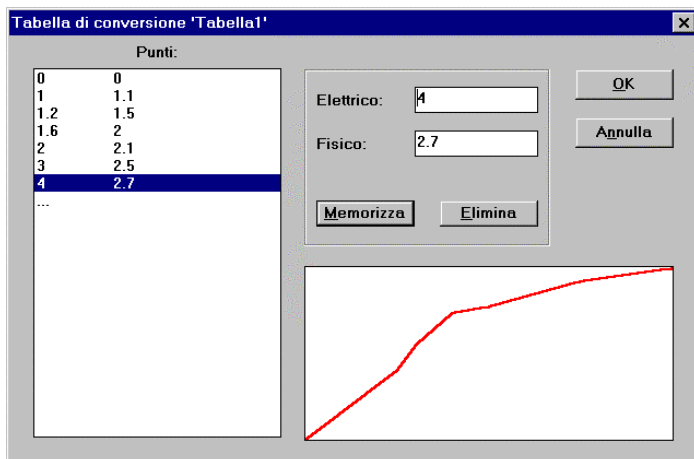 Tabella di conversione 'Tabella1'
Punti:
0 0
1 1.1
1.2 1.5
1.6 2
2 2.1
3 2.5
4 2.7
...
Elettrico: 4
Fisico: 2.7
Memorizza Elimina
OK
Annulla